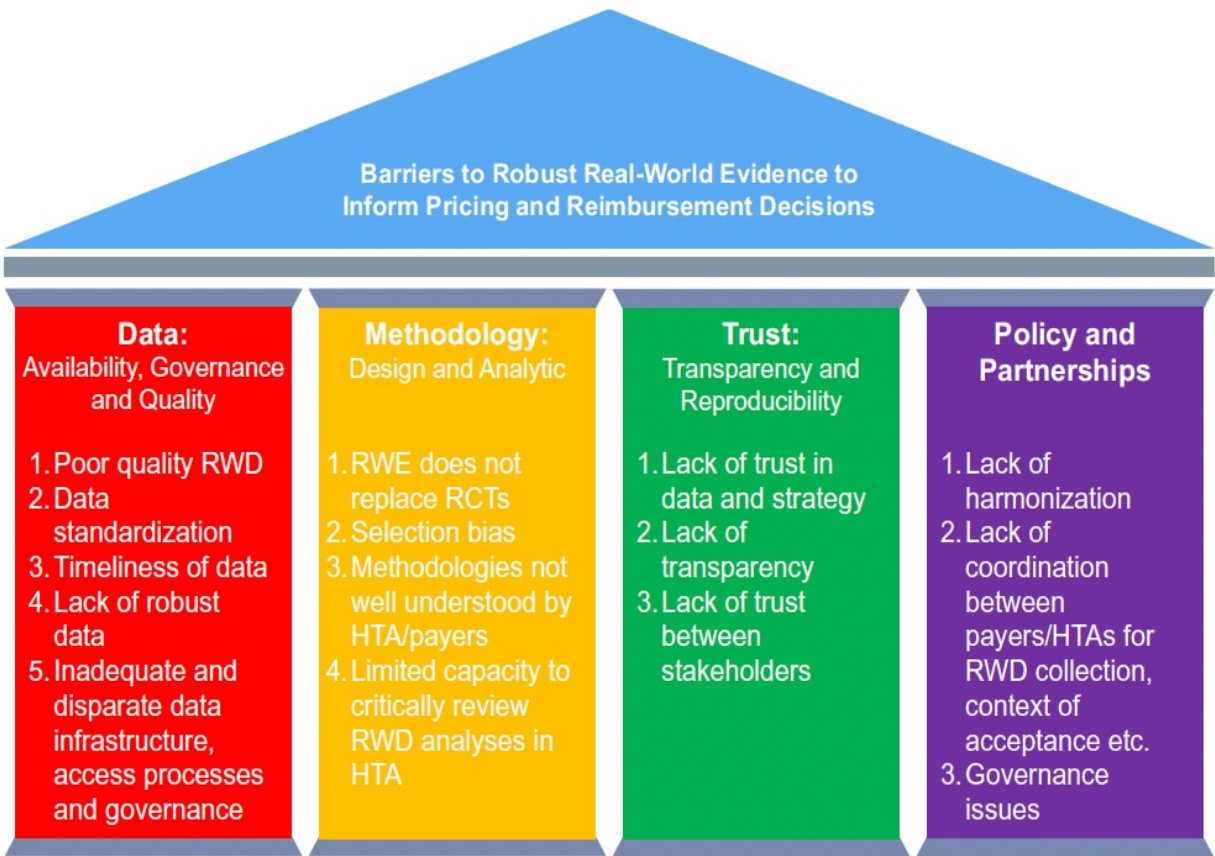 Barriers to Robust Real-World Evidence to
Inform Pricing and Reimbursement Decisions
Data:
Availability, Governance
and Quality
1. Poor quality RWD
2. Data
standardization
3. Timeliness of data
4. Lack of robust
data
5. Inadequate and
disparate data
infrastructure,
access processes
and governance
Methodology:
Design and Analytic
1. RWE does not
replace RCTs
2. Selection bias
3. Methodologies not
well understood by
HTA/payers
4. Limited capacity to
critically review
RWD analyses in
HTA
Trust:
Transparency and
Reproducibility
1. Lack of trust in
data and strategy
2. Lack of
transparency
3. Lack of trust
between
stakeholders
Policy and
Partnerships
1. Lack of
harmonization
2. Lack of
coordination
between
payers/HTAs for
RWD collection,
context of
acceptance etc.
3. Governance
issues